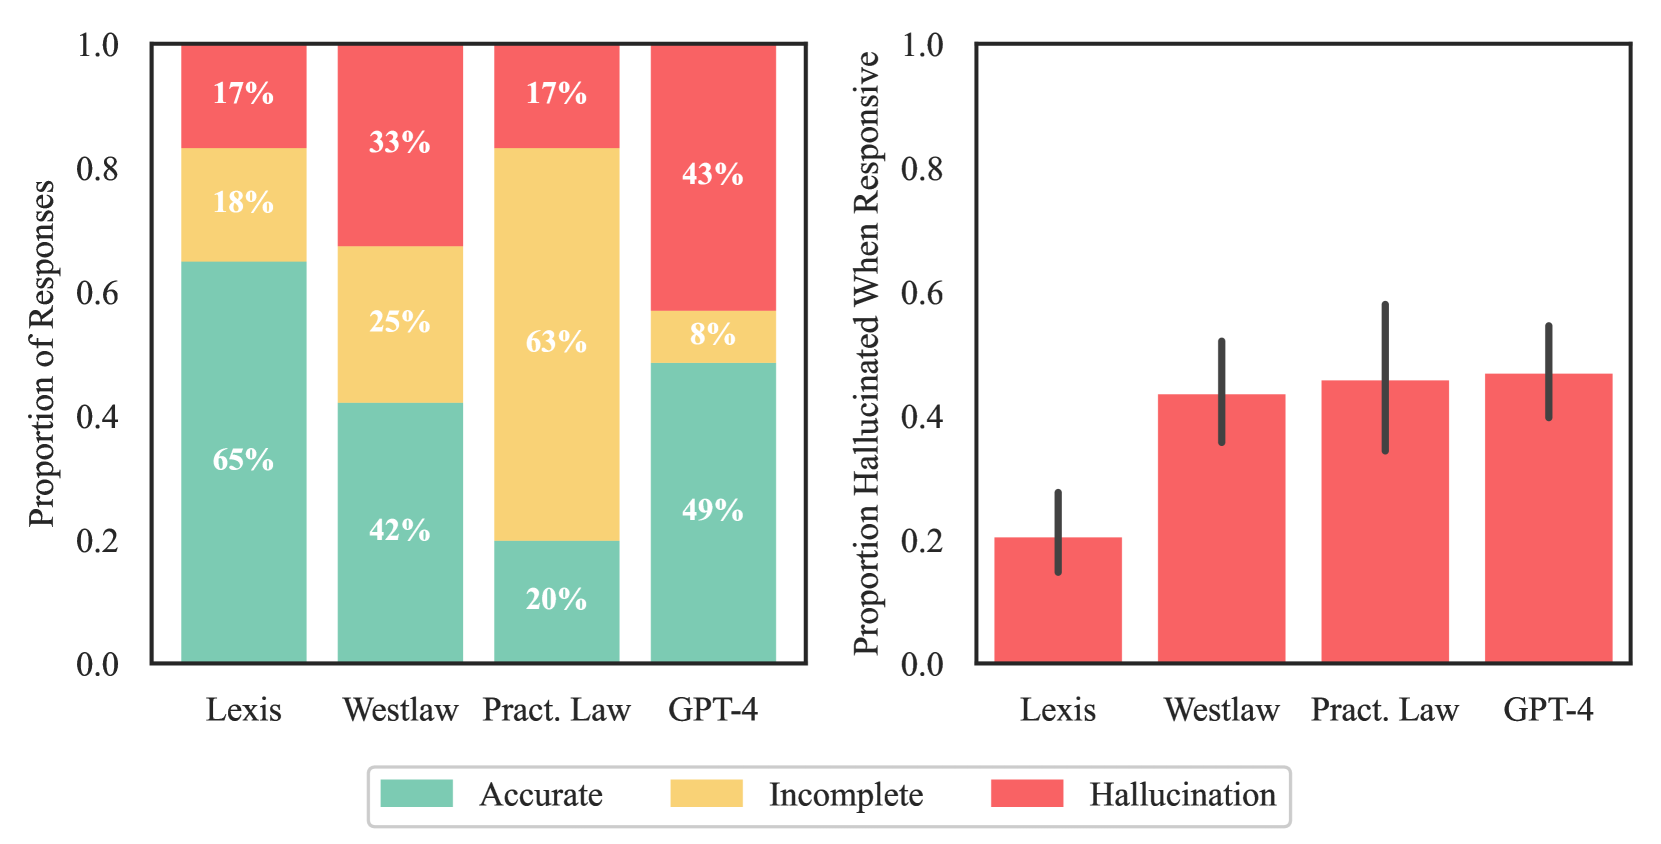 Proportion of Responses
1.0
0.8
0.6
0.4
0.2
0.0
17%
18%
65%
33%
25%
42%
17%
63%
20%
43%
8%
49%
Lexis
Westlaw
Pract. Law
GPT-4
Proportion Hallucinated When Responsive
1.0
0.8
0.6
0.4
0.2
0.0
Lexis
Westlaw
Pract. Law
GPT-4
Accurate
Incomplete
Hallucination